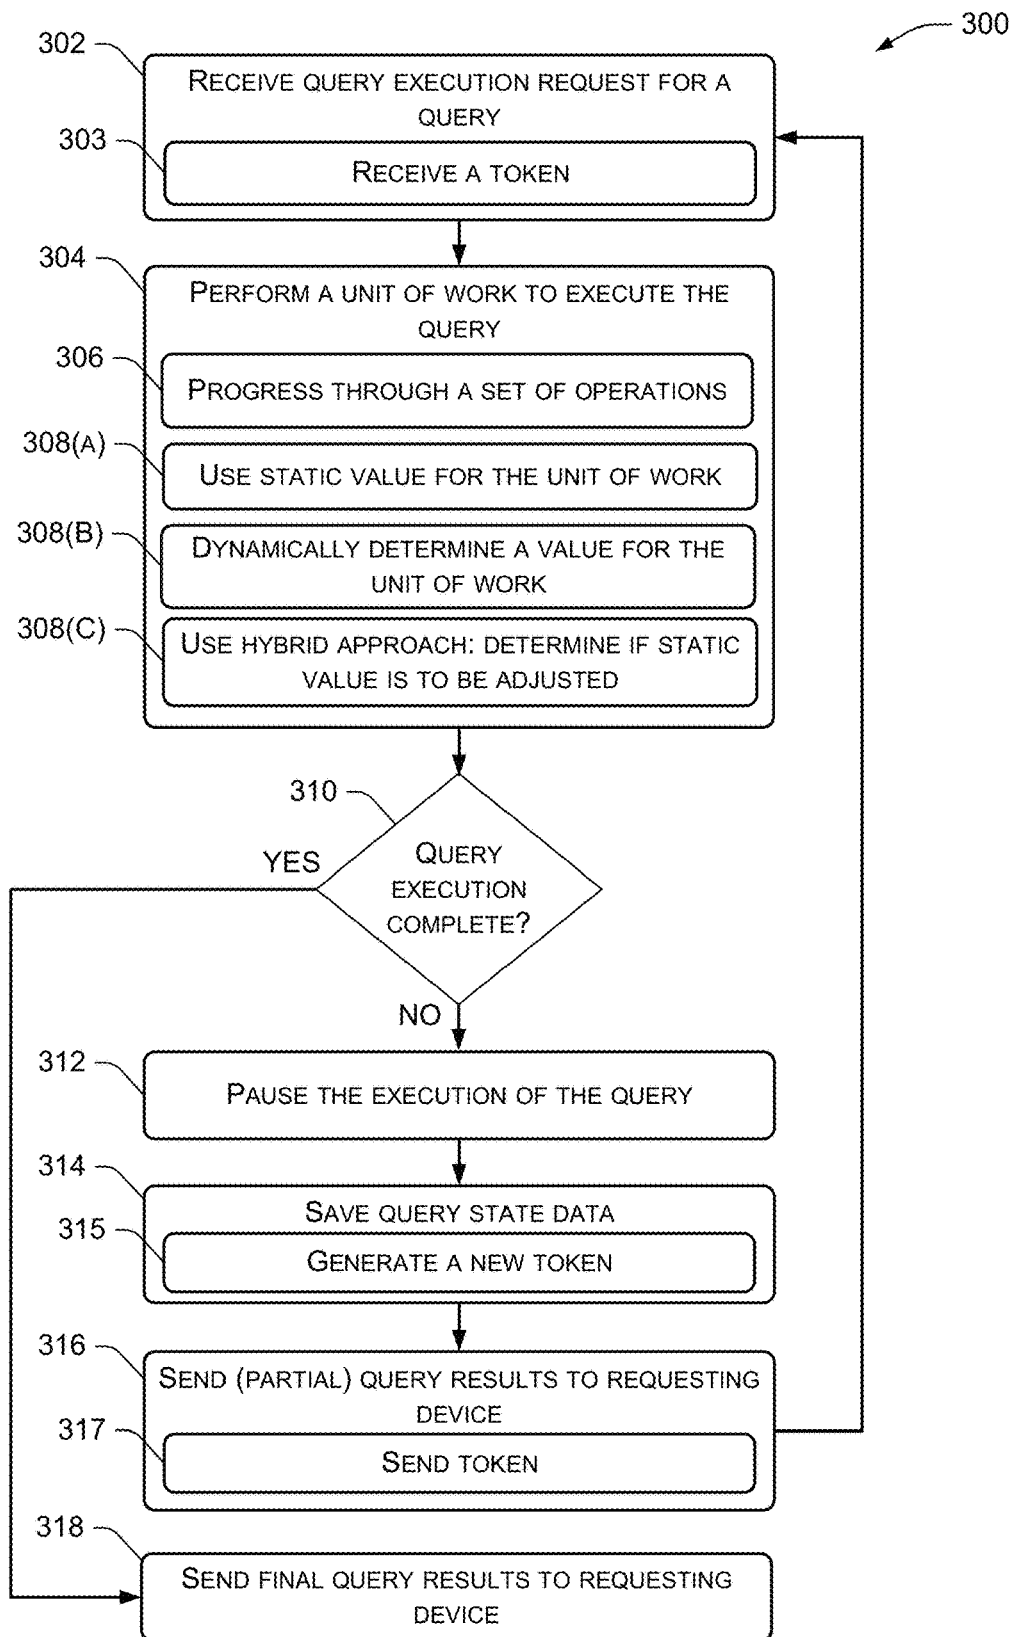 300
302
RECEIVE QUERY EXECUTION REQUEST FOR A
QUERY
303
RECEIVE A TOKEN
304
PERFORM A UNIT OF WORK TO EXECUTE THE
QUERY
306
PROGRESS THROUGH A SET OF OPERATIONS
308(A)
USE STATIC VALUE FOR THE UNIT OF WORK
308(B)
DYNAMICALLY DETERMINE A VALUE FOR THE
UNIT OF WORK
308(C)
USE HYBRID APPROACH: DETERMINE IF STATIC
VALUE IS TO BE ADJUSTED
310
YES
QUERY
EXECUTION
COMPLETE?
NO
312
PAUSE THE EXECUTION OF THE QUERY
314
SAVE QUERY STATE DATA
315
GENERATE A NEW TOKEN
316
SEND (PARTIAL) QUERY RESULTS TO REQUESTING
DEVICE
317
SEND TOKEN
318
SEND FINAL QUERY RESULTS TO REQUESTING
DEVICE